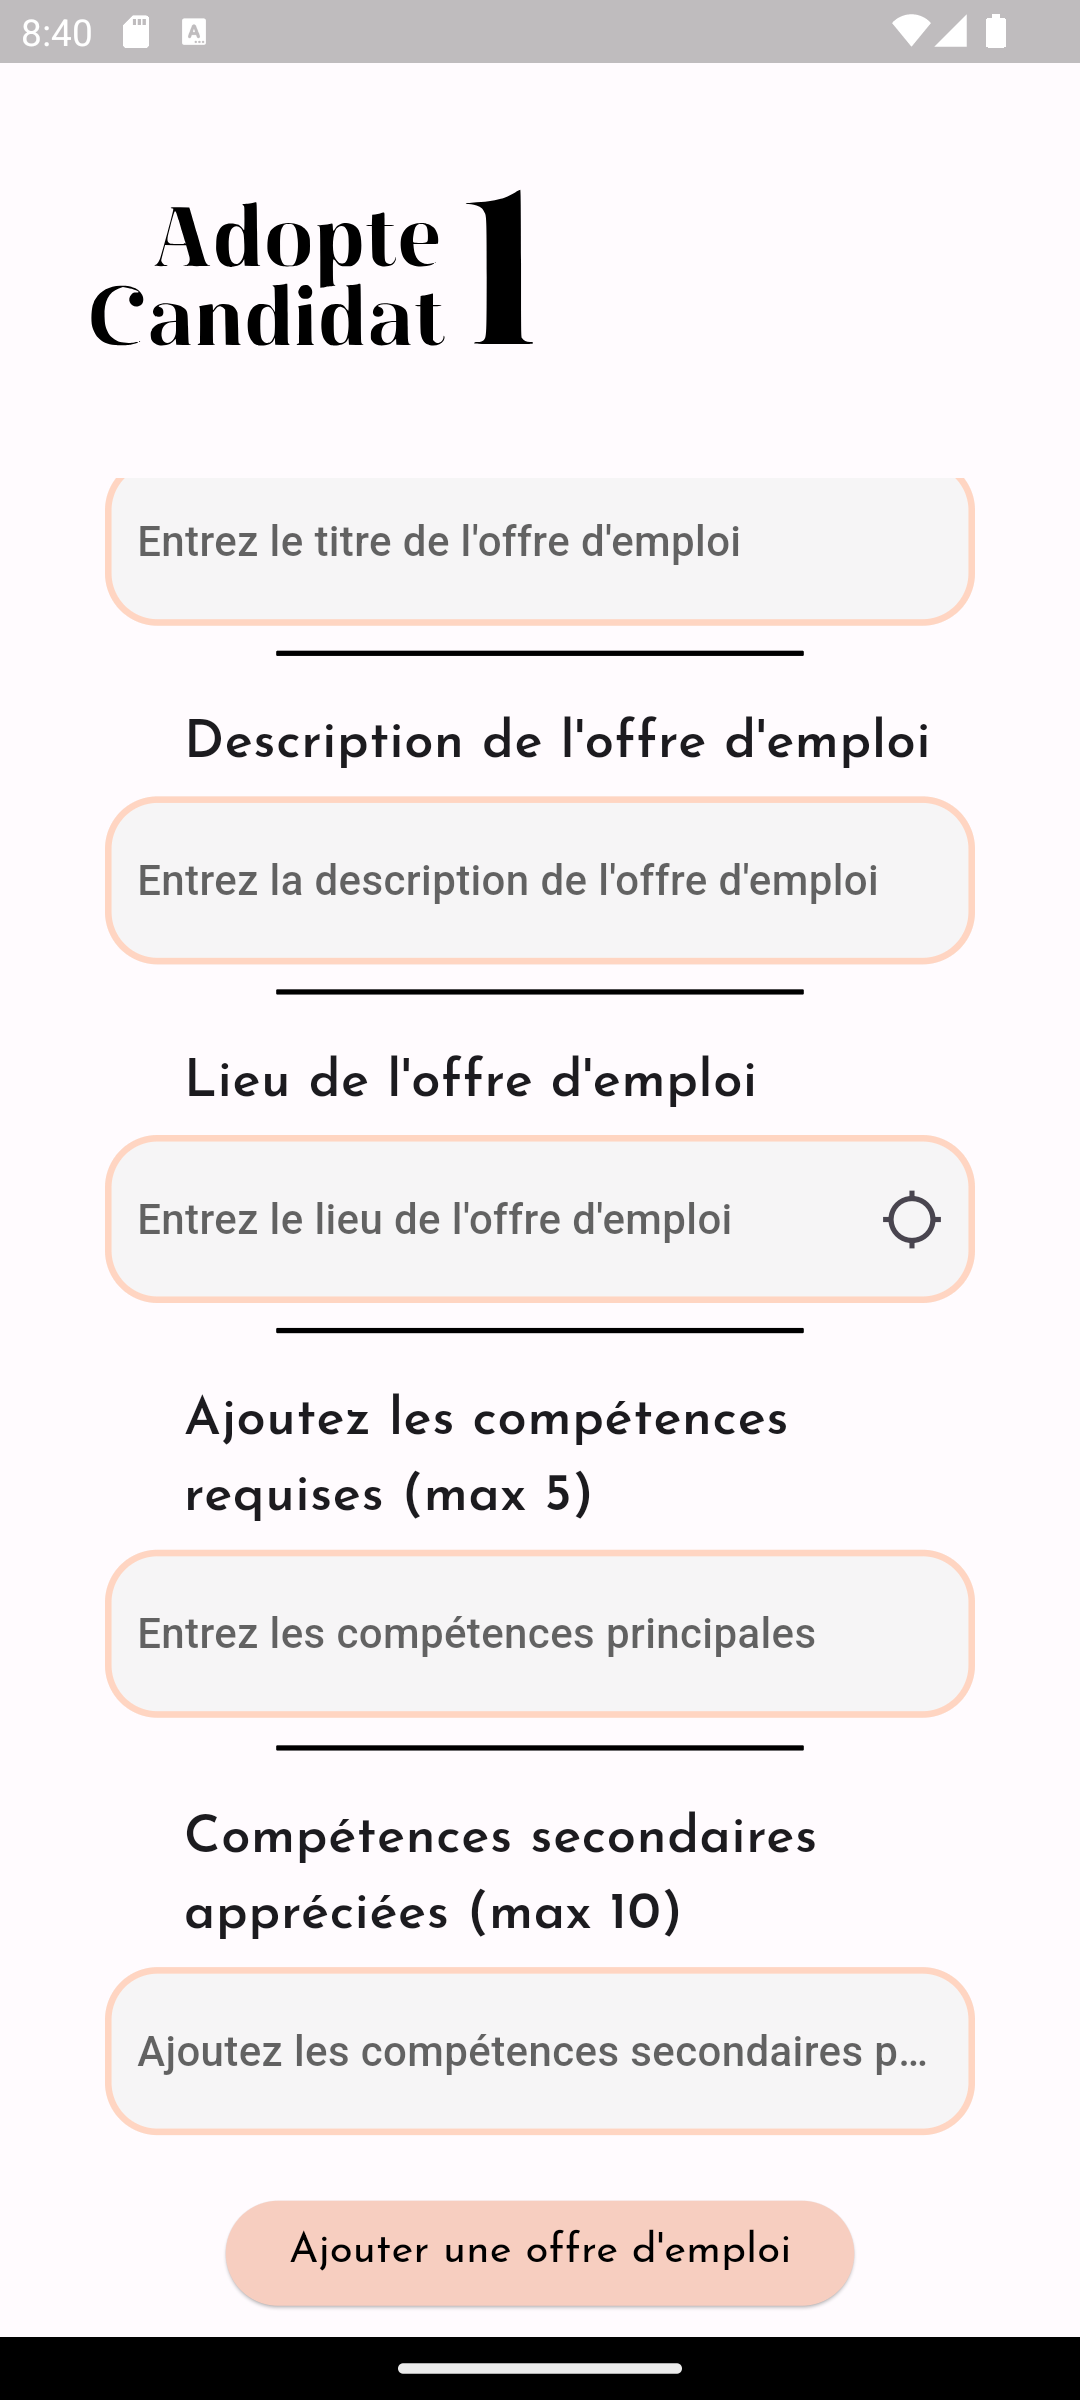 8:40
Adopte
Candidat 1
Entrez le titre de l'offre d'emploi
Description de l'offre d'emploi
Entrez la description de l'offre d'emploi
Lieu de l'offre d'emploi
Entrez le lieu de l'offre d'emploi
Ajoutez les compétences
requises (max 5)
Entrez les compétences principales
Compétences secondaires
appréciées (max 10)
Ajoutez les compétences secondaires p...
Ajouter une offre d'emploi